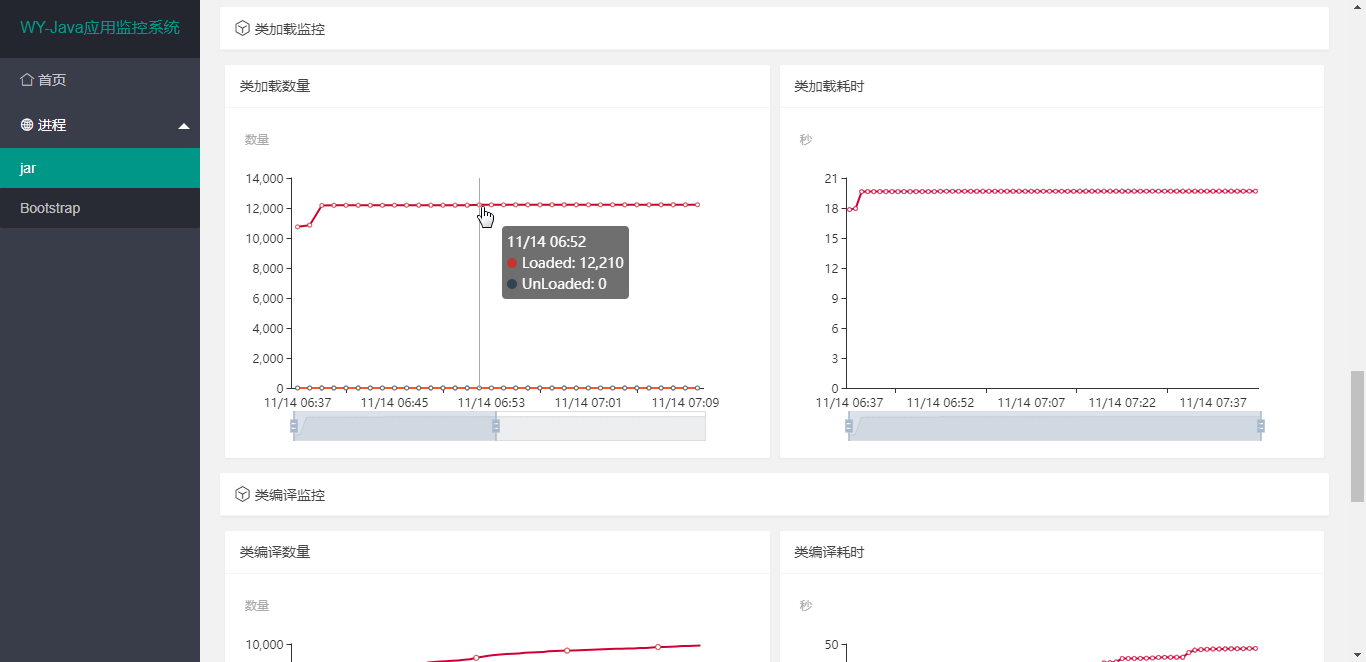 WY-Java应用监控系统
首页
进程
jar
Bootstrap
类加载监控
类加载数量
数量
14,000
12,000
10,000
8,000
6,000
4,000
2,000
0
11/14 06:37
11/14 06:45
11/14 06:53
11/14 07:01
11/14 07:09
11/14 06:52
Loaded: 12,210
UnLoaded: 0
类加载耗时
秒
21
18
15
12
9
6
3
0
11/14 06:37
11/14 06:52
11/14 07:07
11/14 07:22
11/14 07:37
类编译监控
类编译数量
数量
10,000
类编译耗时
秒
50